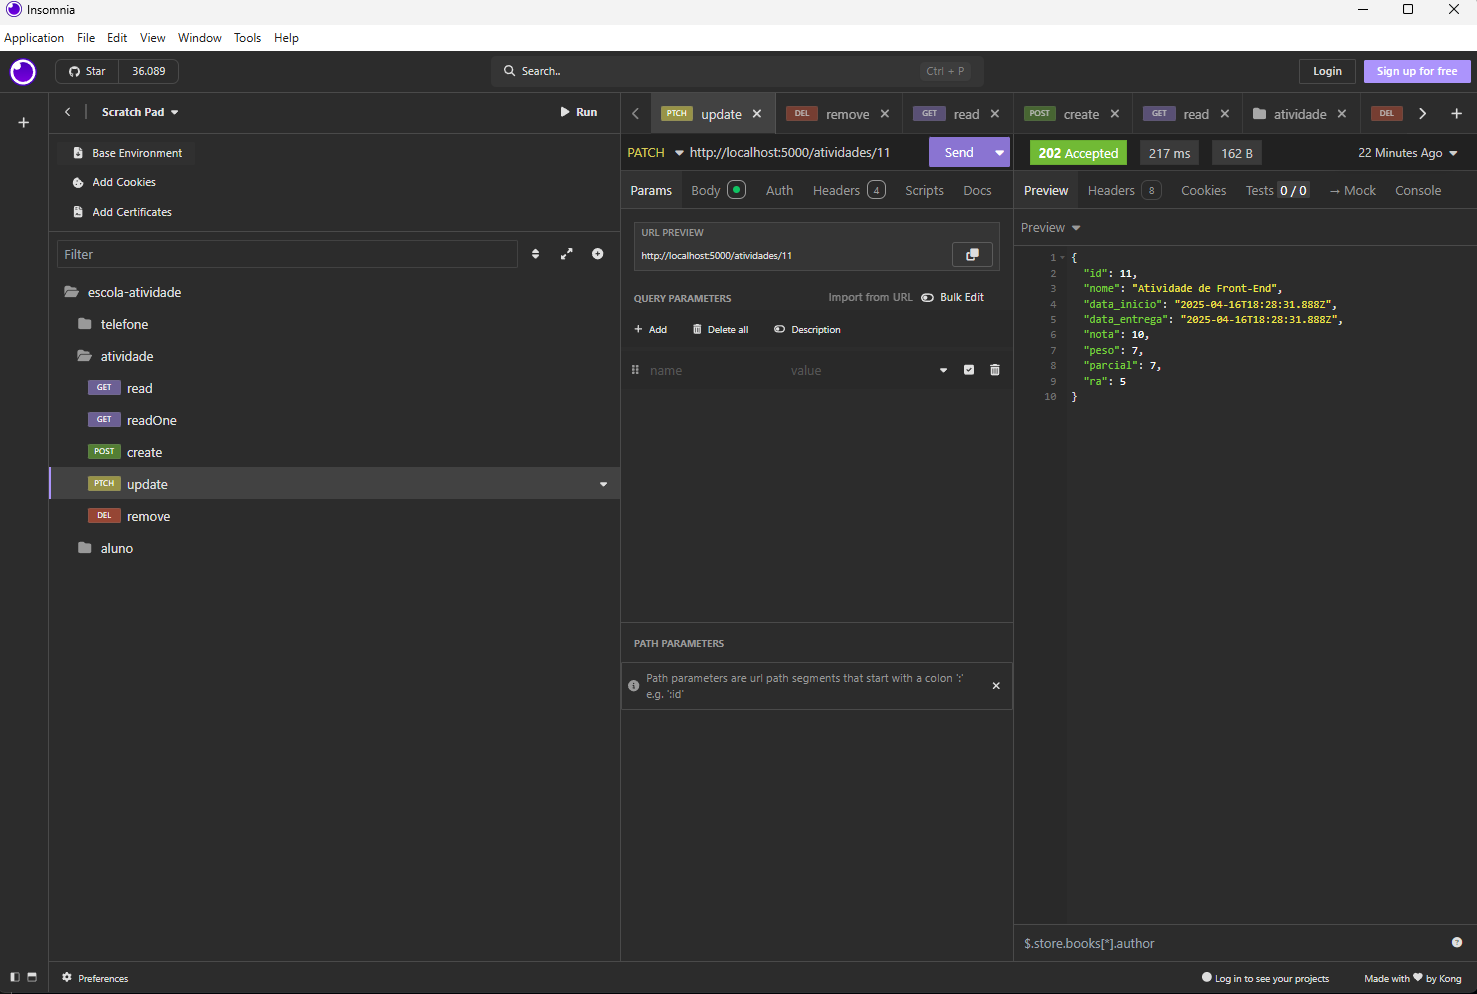 Insomnia
Application File Edit View Window Tools Help
Star 36.089
Search..
Ctrl + P
Login
Sign up for free
Scratch Pad
Run
Base Environment
Add Cookies
Add Certificates
Filter
escola-atividade
telefone
atividade
GET read
GET readOne
POST create
PTCH update
DEL remove
aluno
Preferences
PTCH update
DEL remove
GET read
POST create
GET read
atividade
DEL
PATCH http://localhost:5000/atividades/11 Send
Params Body Auth Headers 4 Scripts Docs
URL PREVIEW
http://localhost:5000/atividades/11
QUERY PARAMETERS Import from URL Bulk Edit
+ Add Delete all Description
name value
PATH PARAMETERS
Path parameters are url path segments that start with a colon ':'
e.g. ':id'
202 Accepted 217 ms 162 B 22 Minutes Ago
Preview Headers 8 Cookies Tests 0 / 0 → Mock Console
Preview
1 {
2 "id": 11,
3 "nome": "Atividade de Front-End",
4 "data_inicio": "2025-04-16T18:28:31.888Z",
5 "data_entrega": "2025-04-16T18:28:31.888Z",
6 "nota": 10,
7 "peso": 7,
8 "parcial": 7,
9 "ra": 5
10 }
$.store.books[*].author
Log in to see your projects
Made with ♥ by Kong